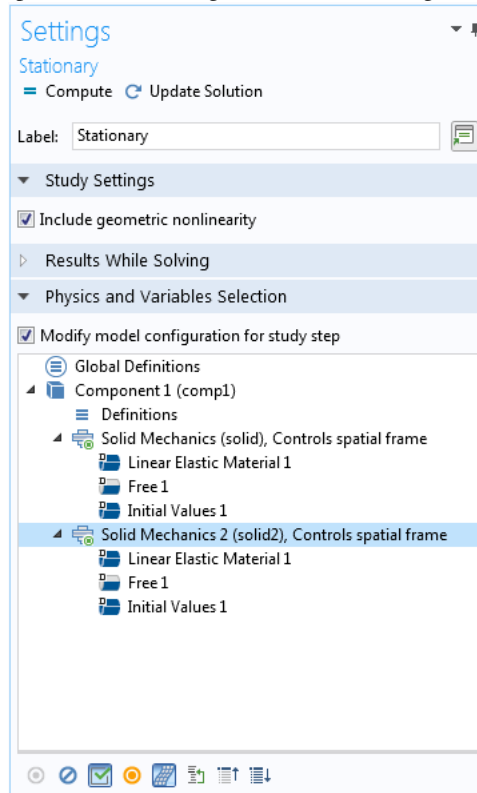 Settings
Stationary
Compute Update Solution
Label: Stationary
Study Settings
Include geometric nonlinearity
Results While Solving
Physics and Variables Selection
Modify model configuration for study step
Global Definitions
Component 1 (comp1)
Definitions
Solid Mechanics (solid), Controls spatial frame
Linear Elastic Material 1
Free 1
Initial Values 1
Solid Mechanics 2 (solid2), Controls spatial frame
Linear Elastic Material 1
Free 1
Initial Values 1